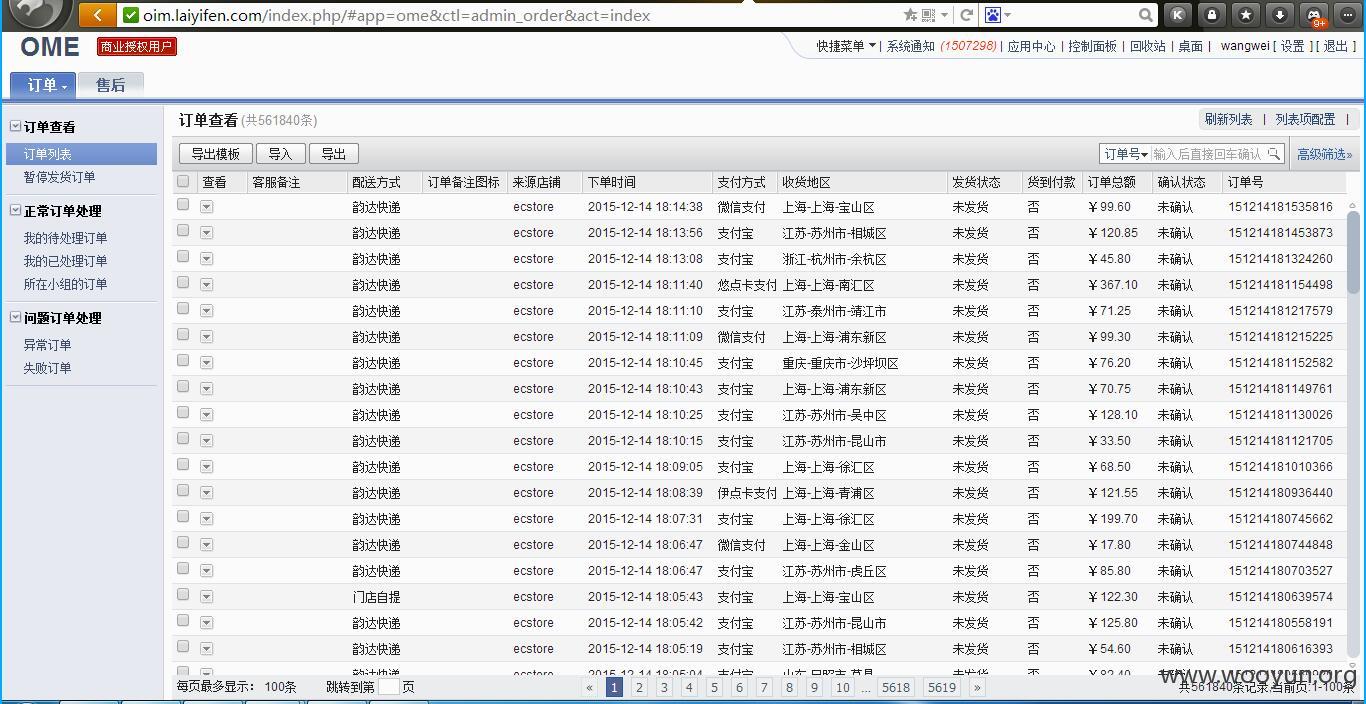 oim.laiyifen.com/index.php/#app=ome&ctl=admin_order&act=index
K
9+
OME 商业授权用户
快捷菜单 | 系统通知 (1507298) | 应用中心 | 控制面板 | 回收站 | 桌面 | wangwei [ 设置 ] [ 退出 ]
订单 售后
订单查看
订单列表
暂停发货订单
正常订单处理
我的待处理订单
我的已处理订单
所在小组的订单
问题订单处理
异常订单
失败订单
订单查看 (共561840条)
刷新列表 | 列表项配置 |
导出模板 导入 导出
订单号 输入后直接回车确认 高级筛选»
查看 客服备注 配送方式 订单备注图标 来源店铺 下单时间 支付方式 收货地区 发货状态 货到付款 订单总额 确认状态 订单号
韵达快递 ecstore 2015-12-14 18:14:38 微信支付 上海-上海-宝山区 未发货 否 ￥99.60 未确认 151214181535816
韵达快递 ecstore 2015-12-14 18:13:56 支付宝 江苏-苏州市-相城区 未发货 否 ￥120.85 未确认 151214181453873
韵达快递 ecstore 2015-12-14 18:13:08 支付宝 浙江-杭州市-余杭区 未发货 否 ￥45.80 未确认 151214181324260
韵达快递 ecstore 2015-12-14 18:11:40 悠点卡支付 上海-上海-南汇区 未发货 否 ￥367.10 未确认 151214181154498
韵达快递 ecstore 2015-12-14 18:11:10 支付宝 江苏-泰州市-靖江市 未发货 否 ￥71.25 未确认 151214181217579
韵达快递 ecstore 2015-12-14 18:11:09 微信支付 上海-上海-浦东新区 未发货 否 ￥99.30 未确认 151214181215225
韵达快递 ecstore 2015-12-14 18:10:45 支付宝 重庆-重庆市-沙坪坝区 未发货 否 ￥76.20 未确认 151214181152582
韵达快递 ecstore 2015-12-14 18:10:43 支付宝 上海-上海-浦东新区 未发货 否 ￥70.75 未确认 151214181149761
韵达快递 ecstore 2015-12-14 18:10:25 支付宝 江苏-苏州市-吴中区 未发货 否 ￥128.10 未确认 151214181130026
韵达快递 ecstore 2015-12-14 18:10:15 支付宝 江苏-苏州市-昆山市 未发货 否 ￥33.50 未确认 151214181121705
韵达快递 ecstore 2015-12-14 18:09:05 支付宝 上海-上海-徐汇区 未发货 否 ￥68.50 未确认 151214181010366
韵达快递 ecstore 2015-12-14 18:08:39 伊点卡支付 上海-上海-青浦区 未发货 否 ￥121.55 未确认 151214180936440
韵达快递 ecstore 2015-12-14 18:07:31 支付宝 上海-上海-徐汇区 未发货 否 ￥199.70 未确认 151214180745662
韵达快递 ecstore 2015-12-14 18:06:47 微信支付 上海-上海-金山区 未发货 否 ￥17.80 未确认 151214180744848
韵达快递 ecstore 2015-12-14 18:06:47 支付宝 江苏-苏州市-虎丘区 未发货 否 ￥85.80 未确认 151214180703527
门店自提 ecstore 2015-12-14 18:05:43 支付宝 上海-上海-宝山区 未发货 否 ￥122.30 未确认 151214180639574
韵达快递 ecstore 2015-12-14 18:05:42 支付宝 江苏-苏州市-昆山市 未发货 否 ￥125.80 未确认 151214180558191
韵达快递 ecstore 2015-12-14 18:05:19 支付宝 江苏-苏州市-相城区 未发货 否 ￥54.60 未确认 151214180616393
每页最多显示： 100条 跳转到第 页 « 1 2 3 4 5 6 7 8 9 10 ... 5618 5619 » 共561840条记录,当前页:1-100条
www.wooyun.org